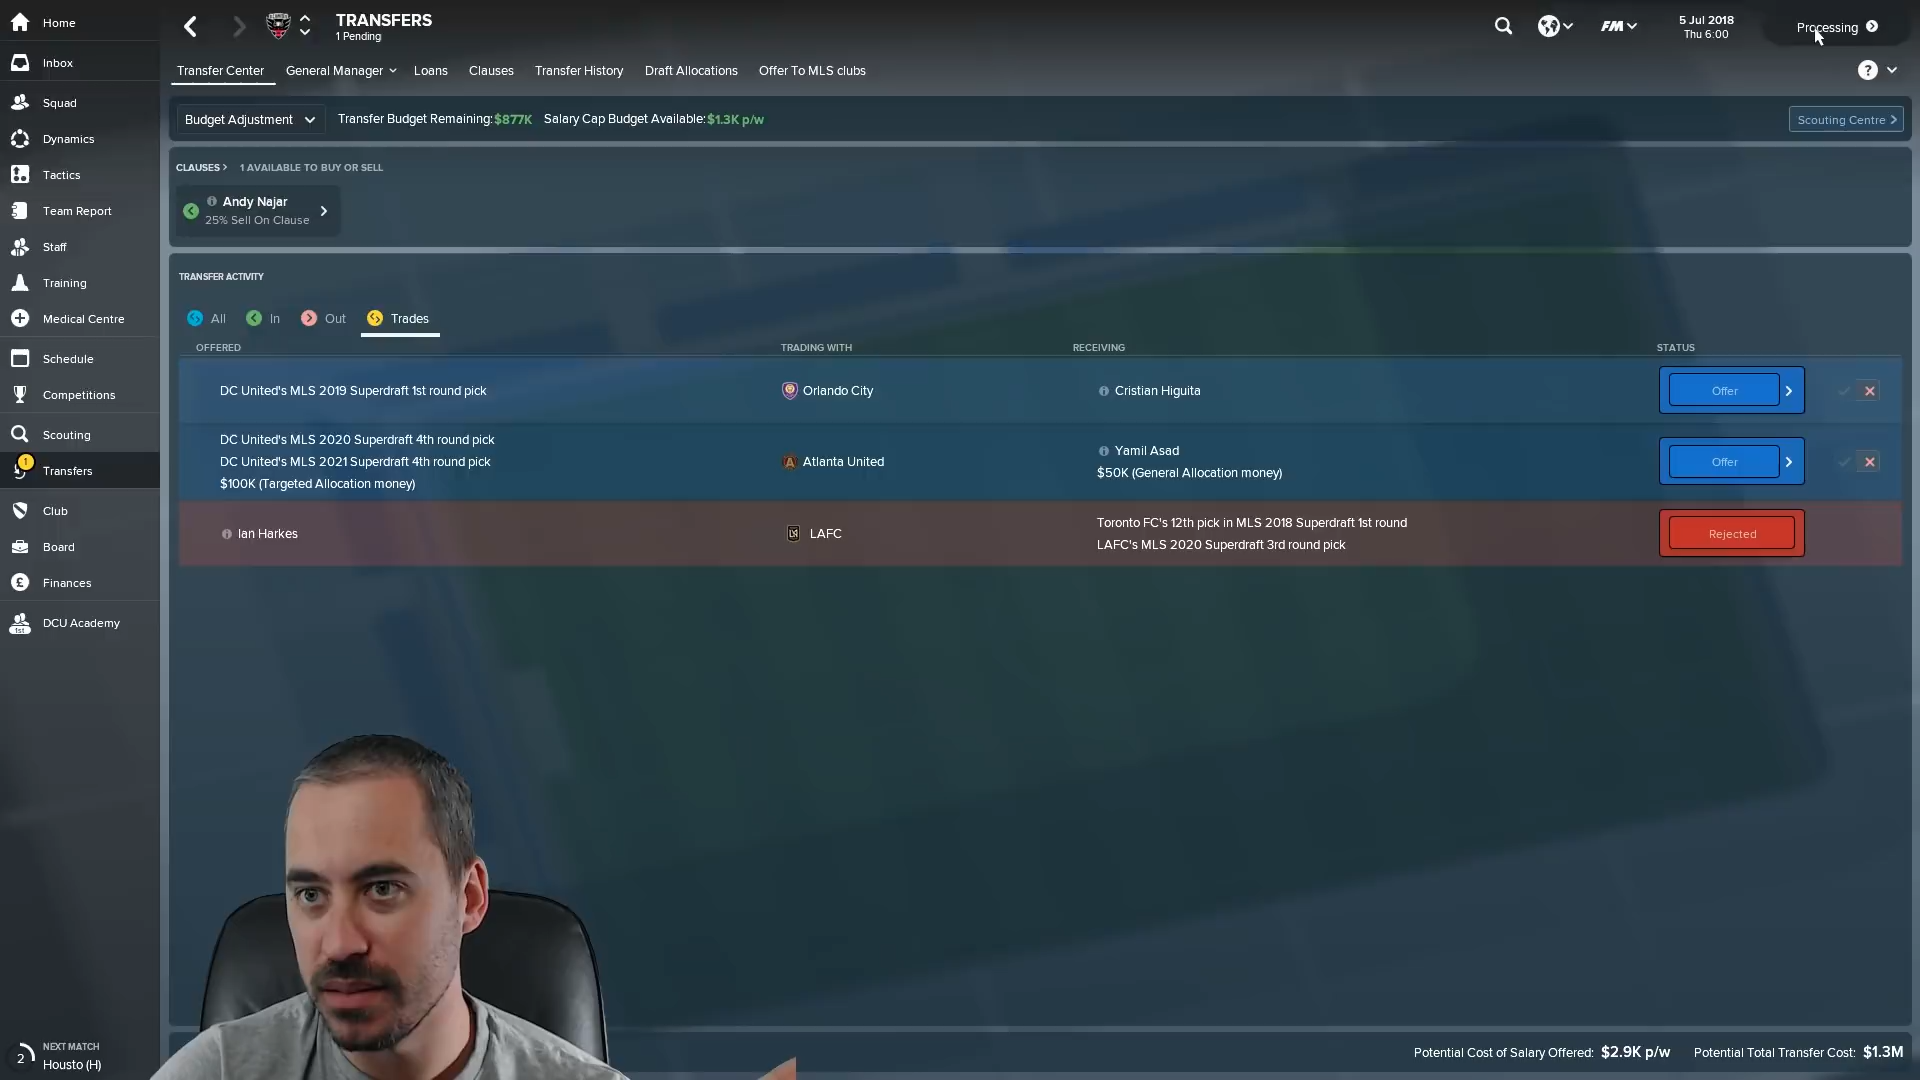 Home
Inbox
Squad
Dynamics
Tactics
Team Report
Staff
Training
Medical Centre
Schedule
Competitions
Scouting
1
Transfers
Club
Board
Finances
1st
DCU Academy
2
NEXT MATCH
Housto (H)
TRANSFERS
1 Pending
FM
5 Jul 2018
Thu 6:00
Processing
Transfer Center
General Manager
Loans
Clauses
Transfer History
Draft Allocations
Offer To MLS clubs
?
Budget Adjustment
Transfer Budget Remaining: $877K
Salary Cap Budget Available: $1.3K p/w
Scouting Centre >
CLAUSES > 1 AVAILABLE TO BUY OR SELL
Andy Najar
25% Sell On Clause
TRANSFER ACTIVITY
All
In
Out
Trades
OFFERED
TRADING WITH
RECEIVING
STATUS
DC United's MLS 2019 Superdraft 1st round pick
Orlando City
Cristian Higuita
Offer
DC United's MLS 2020 Superdraft 4th round pick
DC United's MLS 2021 Superdraft 4th round pick
$100K (Targeted Allocation money)
Atlanta United
Yamil Asad
$50K (General Allocation money)
Offer
Ian Harkes
LAFC
Toronto FC's 12th pick in MLS 2018 Superdraft 1st round
LAFC's MLS 2020 Superdraft 3rd round pick
Rejected
Potential Cost of Salary Offered: $2.9K p/w
Potential Total Transfer Cost: $1.3M